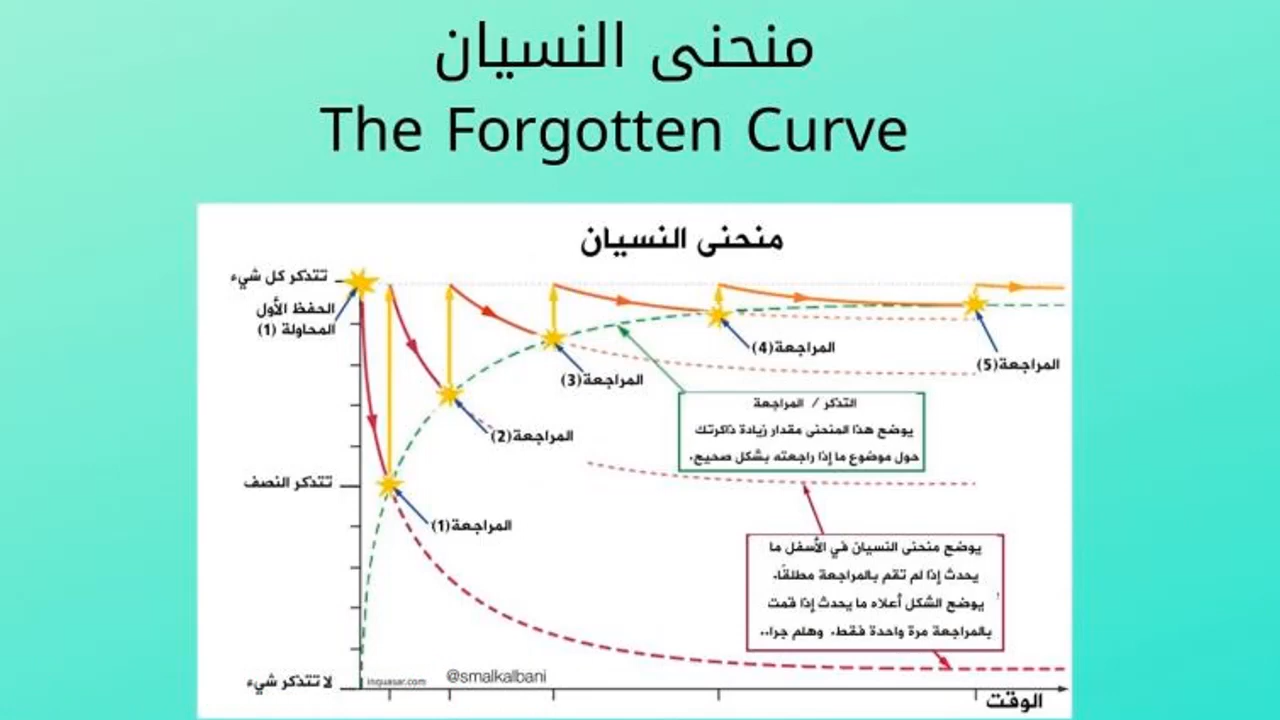 منحنى النسيان
The Forgotten Curve
منحنى النسيان
تتذكر كل شيء
الحفظ الأول
المحاولة (1)
المراجعة(4)
المراجعة(5)
المراجعة(3)
التذكر / المراجعة
يوضح هذا المنحنى مقدار زيادة ذاكرتك
حول موضوع ما إذا راجعته بشكل صحيح.
المراجعة(2)
تتذكر النصف
المراجعة(1)
يوضح منحنى النسيان في الأسفل ما
يحدث إذا لم تقم بالمراجعة مطلقًا.
يوضح الشكل أعلاه ما يحدث إذا قمت
بالمراجعة مرة واحدة فقط. وهلم جرا..
لا تتذكر شيء
inquasar.com
@smalkalbani
الوقت